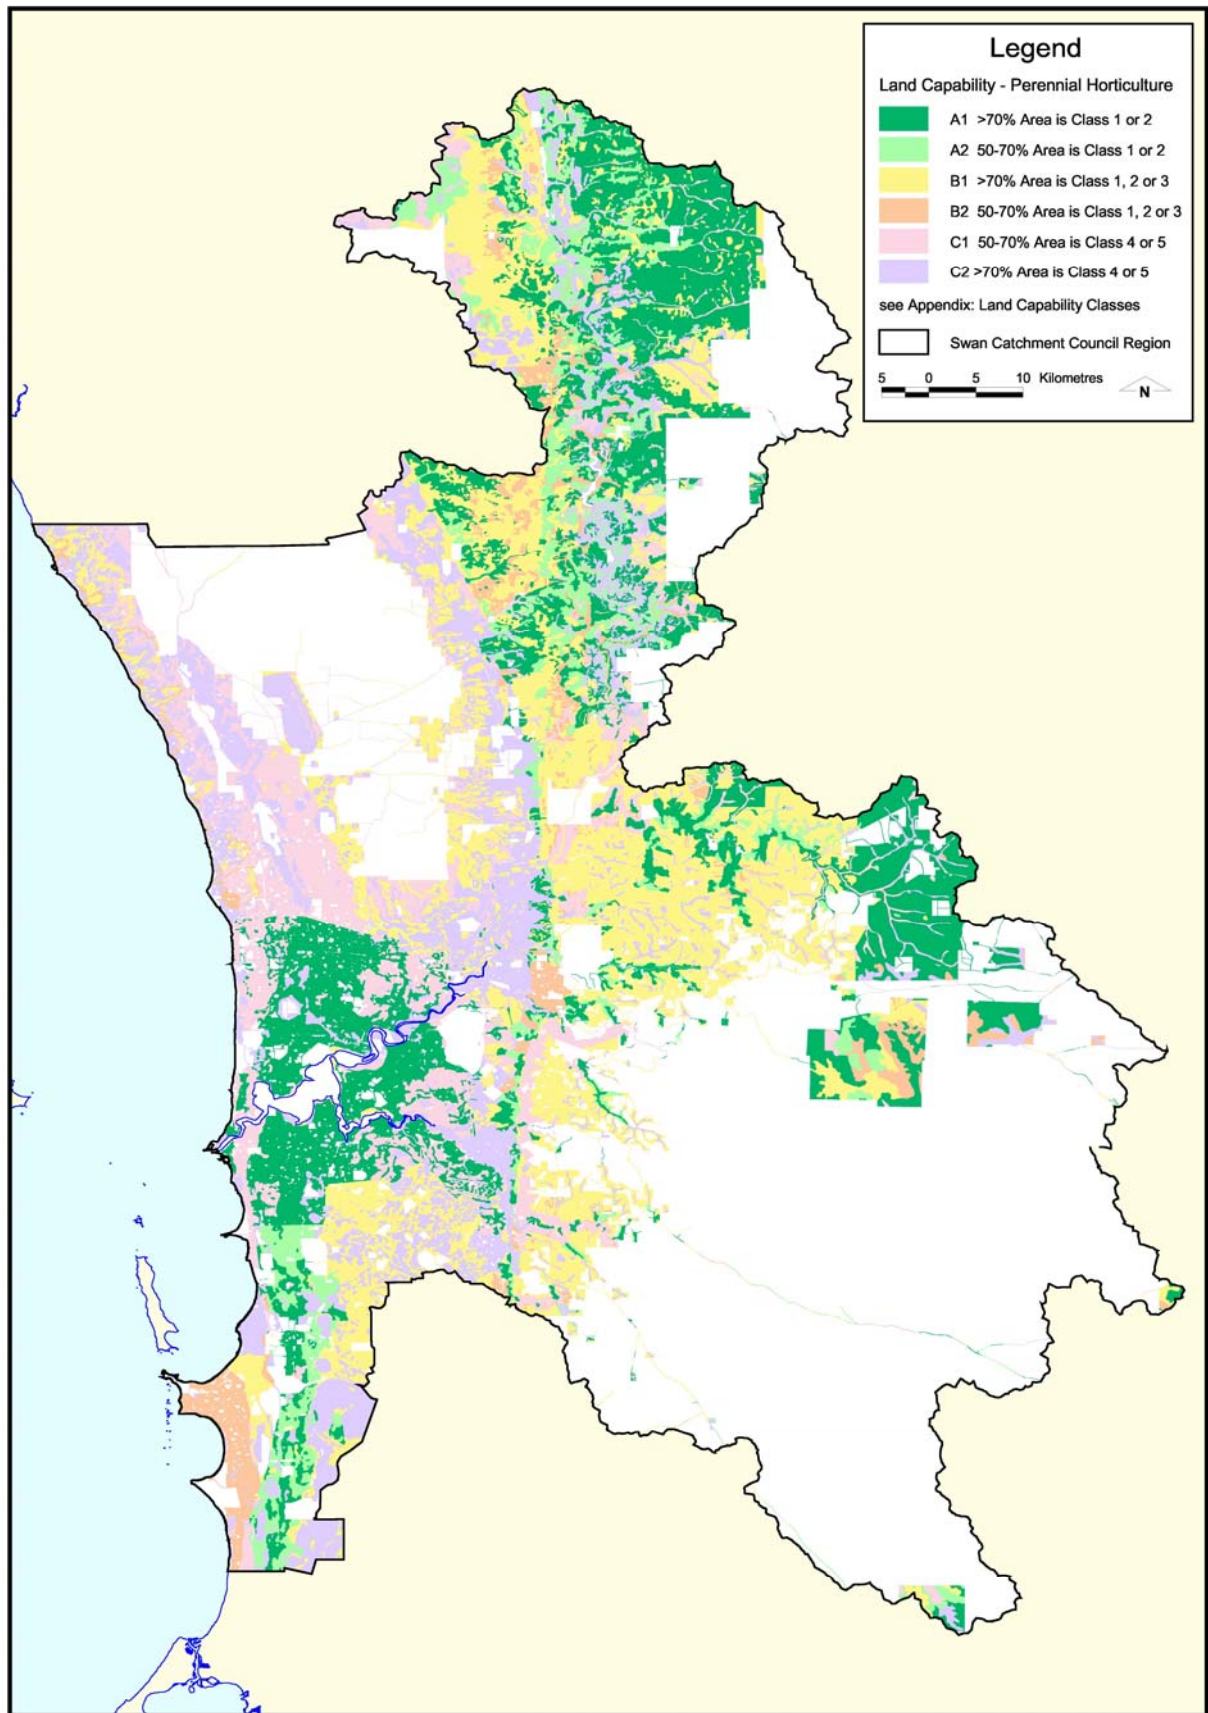 Legend
Land Capability - Perennial Horticulture
A1 >70% Area is Class 1 or 2
A2 50-70% Area is Class 1 or 2
B1 >70% Area is Class 1, 2 or 3
B2 50-70% Area is Class 1, 2 or 3
C1 50-70% Area is Class 4 or 5
C2 >70% Area is Class 4 or 5
see Appendix: Land Capability Classes
Swan Catchment Council Region
5 0 5 10 Kilometres
N